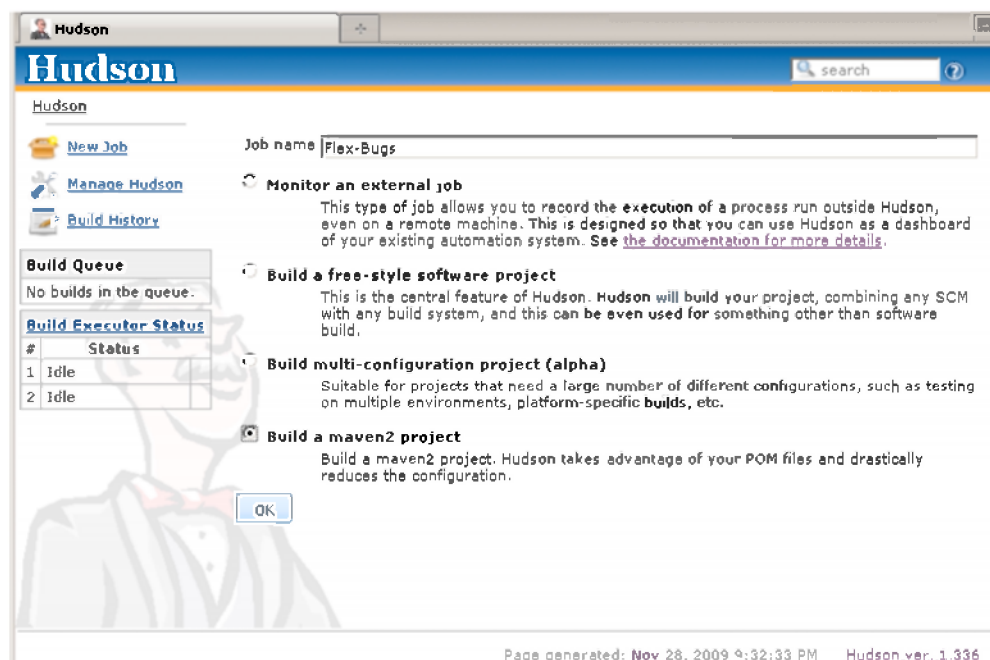 Hudson
Hudson
search
Hudson
New Job
Manage Hudson
Build History
Build Queue
No builds in the queue.
Build Executor Status
# Status
1 Idle
2 Idle
Job name Flex-Bugs
Monitor an external job
This type of job allows you to record the execution of a process run outside Hudson,
even on a remote machine. This is designed so that you can use Hudson as a dashboard
of your existing automation system. See the documentation for more details.
Build a free-style software project
This is the central feature of Hudson. Hudson will build your project, combining any SCM
with any build system, and this can be even used for something other than software
build.
Build multi-configuration project (alpha)
Suitable for projects that need a large number of different configurations, such as testing
on multiple environments, platform-specific builds, etc.
Build a maven2 project
Build a maven2 project. Hudson takes advantage of your POM files and drastically
reduces the configuration.
OK
Page generated: Nov 28, 2009 9:32:33 PM Hudson ver. 1.336